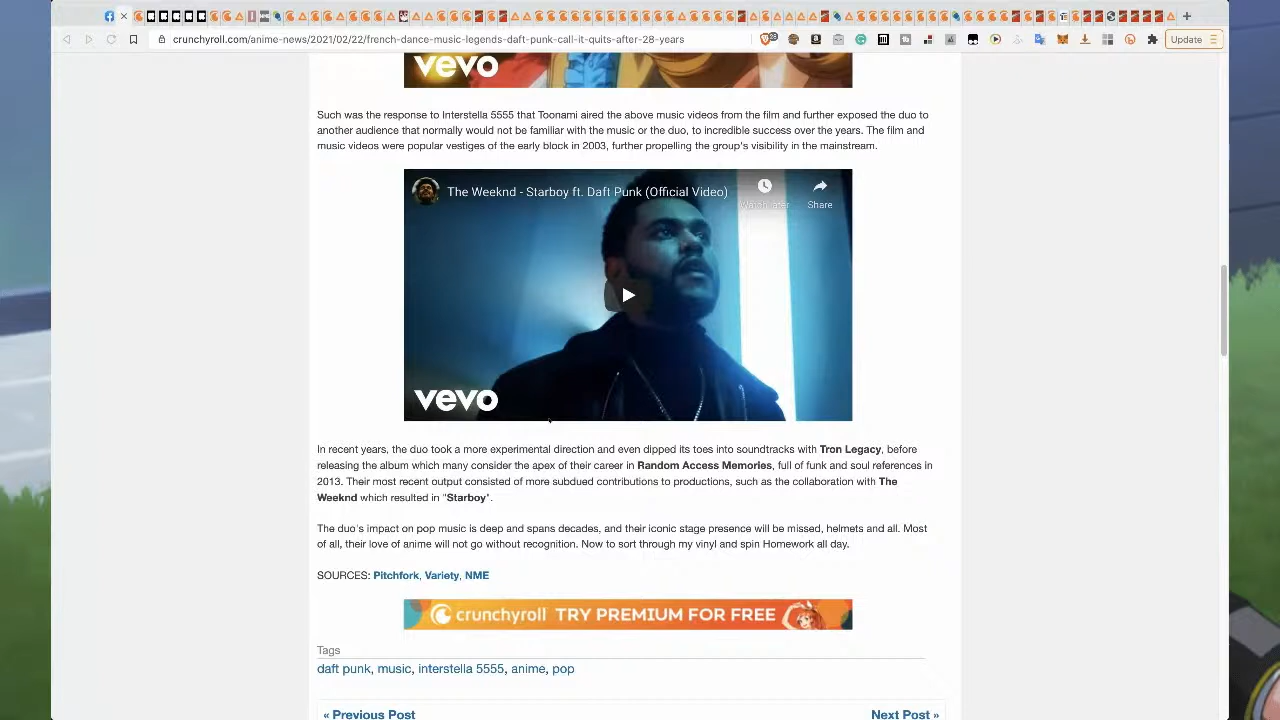 crunchyroll.com/anime-news/2021/02/22/french-dance-music-legends-daft-punk-call-it-quits-after-28-years
Update
vevo
Such was the response to Interstella 5555 that Toonami aired the above music videos from the film and further exposed the duo to
another audience that normally would not be familiar with the music or the duo, to incredible success over the years. The film and
music videos were popular vestiges of the early block in 2003, further propelling the group's visibility in the mainstream.
The Weeknd - Starboy ft. Daft Punk (Official Video)
Watch later
Share
vevo
In recent years, the duo took a more experimental direction and even dipped its toes into soundtracks with Tron Legacy, before
releasing the album which many consider the apex of their career in Random Access Memories, full of funk and soul references in
2013. Their most recent output consisted of more subdued contributions to productions, such as the collaboration with The
Weeknd which resulted in "Starboy".
The duo's impact on pop music is deep and spans decades, and their iconic stage presence will be missed, helmets and all. Most
of all, their love of anime will not go without recognition. Now to sort through my vinyl and spin Homework all day.
SOURCES: Pitchfork, Variety, NME
crunchyroll TRY PREMIUM FOR FREE
Tags
daft punk, music, interstella 5555, anime, pop
« Previous Post
Next Post »